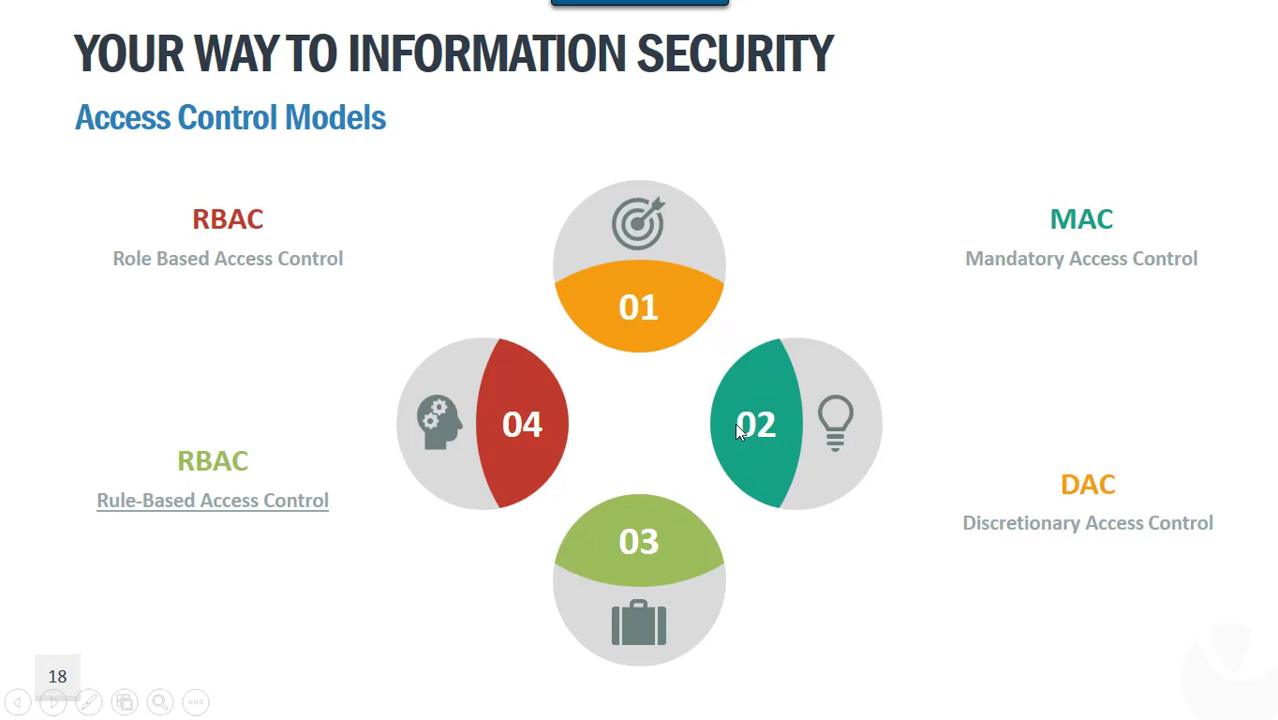 YOUR WAY TO INFORMATION SECURITY
Access Control Models
RBAC
Role Based Access Control
MAC
Mandatory Access Control
01
04
02
RBAC
Rule-Based Access Control
DAC
Discretionary Access Control
03
18